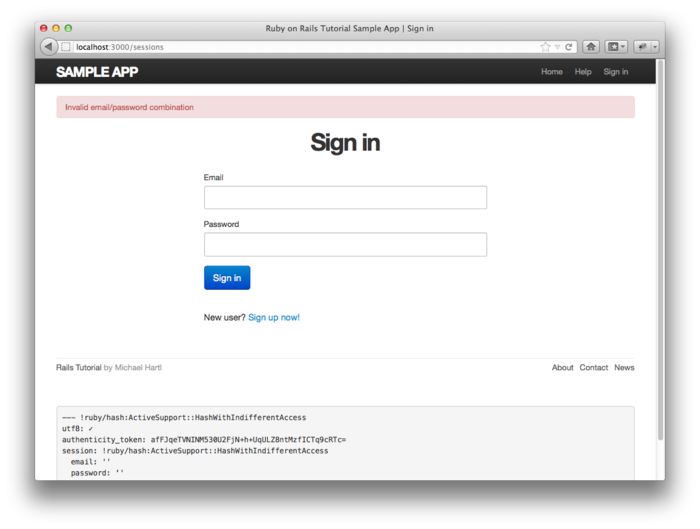 Ruby on Rails Tutorial Sample App | Sign in
localhost:3000/sessions
SAMPLE APP Home Help Sign in
Invalid email/password combination
Sign in
Email
Password
Sign in
New user? Sign up now!
Rails Tutorial by Michael Hartl About Contact News
--- !ruby/hash:ActiveSupport::HashWithIndifferentAccess
utf8: ✓
authenticity_token: afFJqeTVNINM530U2FjN+h+UqULZBntMzfICTQ9cRTc=
session: !ruby/hash:ActiveSupport::HashWithIndifferentAccess
email: ''
password: ''